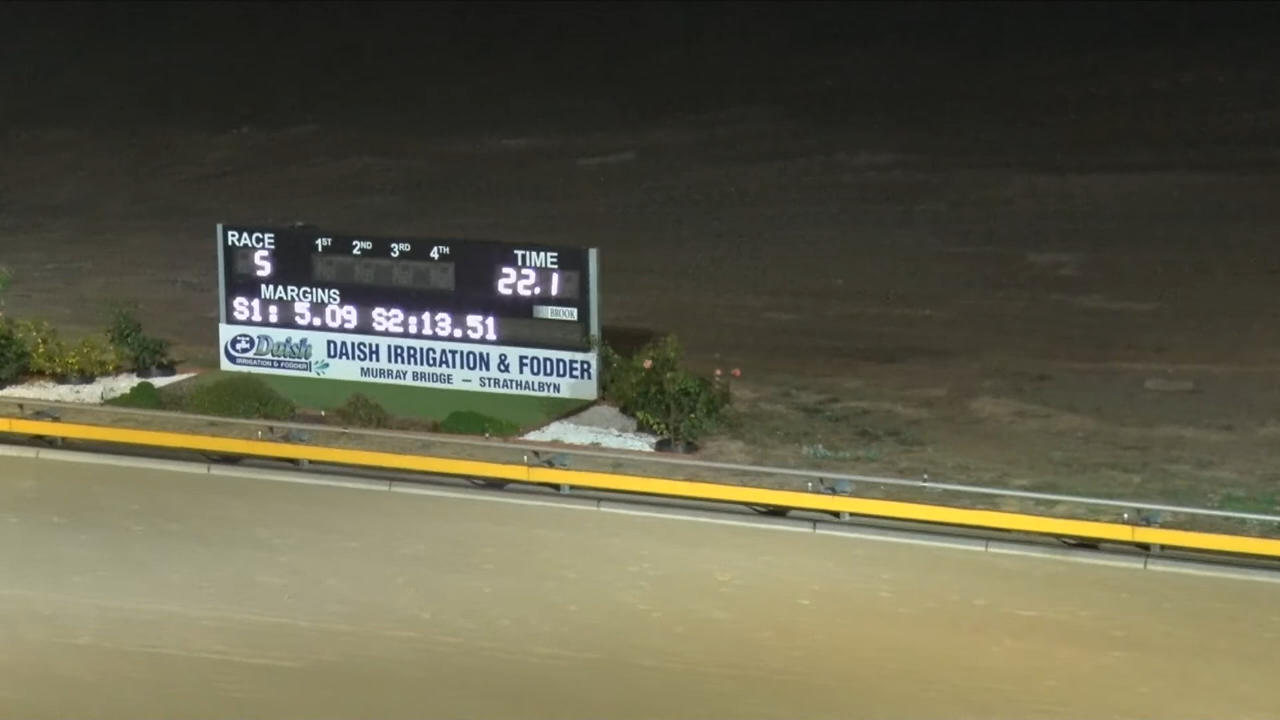 RACE 1ST 2ND 3RD 4TH TIME
5 22.1
MARGINS
S1: 5.09 S2:13.51
BROOK
Daish
IRRIGATION & FODDER
DAISH IRRIGATION & FODDER
MURRAY BRIDGE — STRATHALBYN